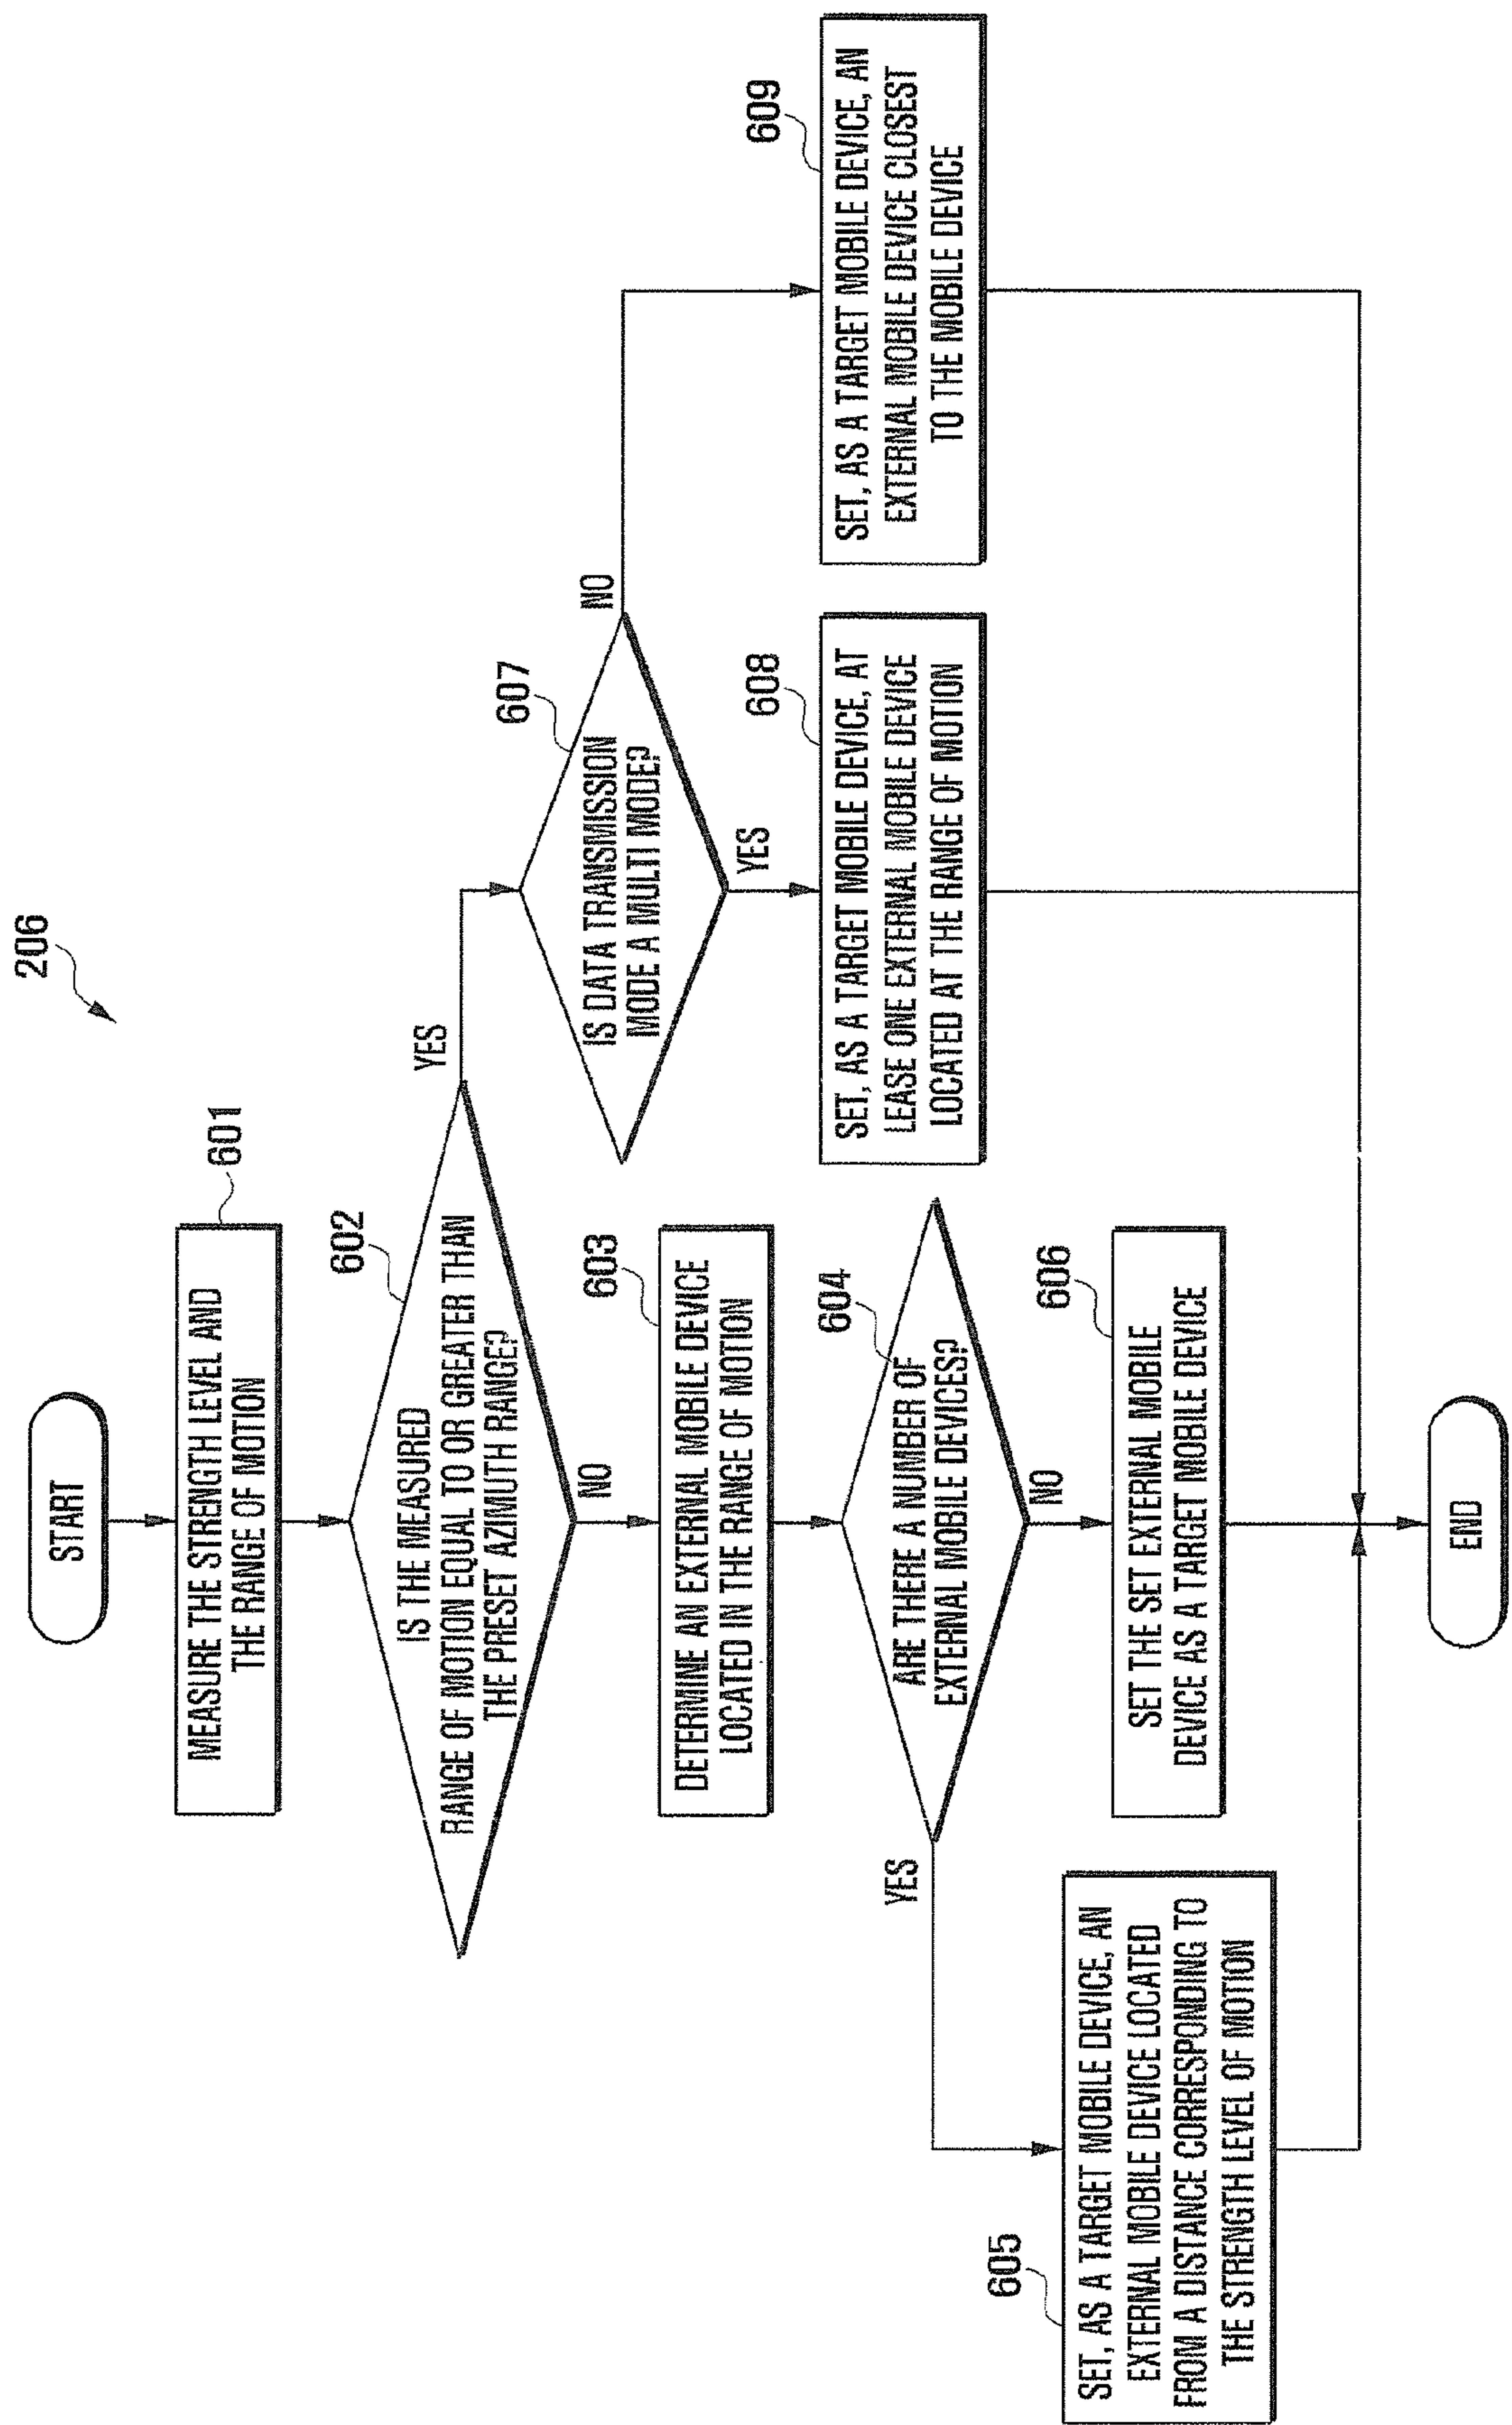 206
START
MEASURE THE STRENGTH LEVEL AND
THE RANGE OF MOTION
601
IS THE MEASURED
RANGE OF MOTION EQUAL TO OR GREATER THAN
THE PRESET AZIMUTH RANGE?
602
YES
NO
DETERMINE AN EXTERNAL MOBILE DEVICE
LOCATED IN THE RANGE OF MOTION
603
ARE THERE A NUMBER OF
EXTERNAL MOBILE DEVICES?
604
YES
NO
605
SET, AS A TARGET MOBILE DEVICE, AN
EXTERNAL MOBILE DEVICE LOCATED
FROM A DISTANCE CORRESPONDING TO
THE STRENGTH LEVEL OF MOTION
606
SET THE SET EXTERNAL MOBILE
DEVICE AS A TARGET MOBILE DEVICE
607
IS DATA TRANSMISSION
MODE A MULTI MODE?
NO
YES
608
SET, AS A TARGET MOBILE DEVICE, AT
LEASE ONE EXTERNAL MOBILE DEVICE
LOCATED AT THE RANGE OF MOTION
609
SET, AS A TARGET MOBILE DEVICE, AN
EXTERNAL MOBILE DEVICE CLOSEST
TO THE MOBILE DEVICE
END